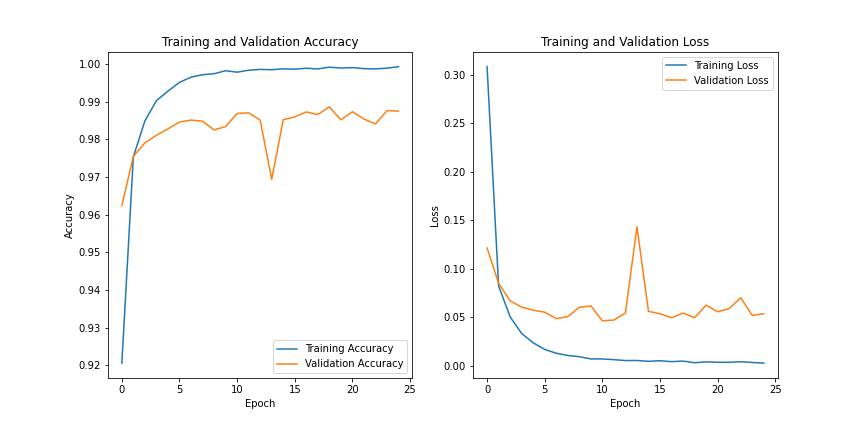 Training and Validation Accuracy
1.00
0.99
0.98
0.97
0.96
0.95
0.94
0.93
0.92
Accuracy
0
5
10
15
20
25
Epoch
Training Accuracy
Validation Accuracy
Training and Validation Loss
0.30
0.25
0.20
0.15
0.10
0.05
0.00
Loss
0
5
10
15
20
25
Epoch
Training Loss
Validation Loss